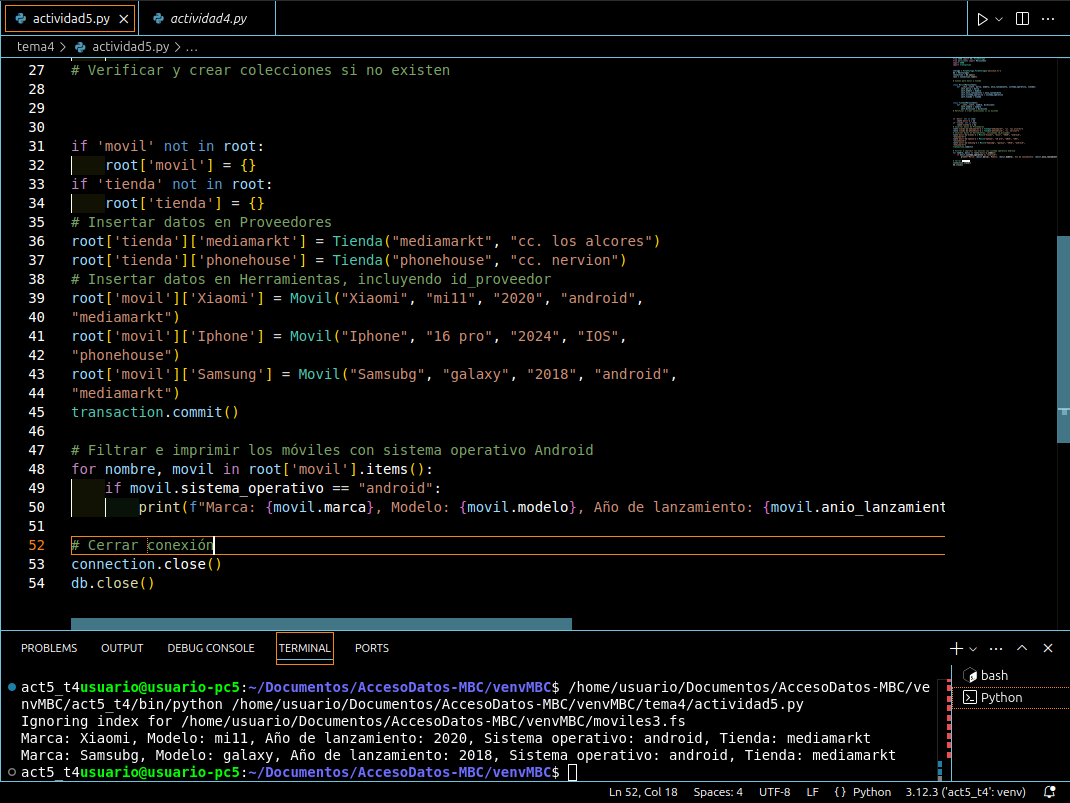 actividad5.py
actividad4.py
tema4 > actividad5.py > ...
27 # Verificar y crear colecciones si no existen
28
29
30
31 if 'movil' not in root:
32 root['movil'] = {}
33 if 'tienda' not in root:
34 root['tienda'] = {}
35 # Insertar datos en Proveedores
36 root['tienda']['mediamarkt'] = Tienda("mediamarkt", "cc. los alcores")
37 root['tienda']['phonehouse'] = Tienda("phonehouse", "cc. nervion")
38 # Insertar datos en Herramientas, incluyendo id_proveedor
39 root['movil']['Xiaomi'] = Movil("Xiaomi", "mi11", "2020", "android",
40 "mediamarkt")
41 root['movil']['Iphone'] = Movil("Iphone", "16 pro", "2024", "IOS",
42 "phonehouse")
43 root['movil']['Samsung'] = Movil("Samsubg", "galaxy", "2018", "android",
44 "mediamarkt")
45 transaction.commit()
46
47 # Filtrar e imprimir los móviles con sistema operativo Android
48 for nombre, movil in root['movil'].items():
49 if movil.sistema_operativo == "android":
50 print(f"Marca: {movil.marca}, Modelo: {movil.modelo}, Año de lanzamiento: {movil.anio_lanzamient
51
52 # Cerrar conexión
53 connection.close()
54 db.close()
PROBLEMS OUTPUT DEBUG CONSOLE TERMINAL PORTS
act5_t4usuario@usuario-pc5:~/Documentos/AccesoDatos-MBC/venvMBC$ /home/usuario/Documentos/AccesoDatos-MBC/ve
nvMBC/act5_t4/bin/python /home/usuario/Documentos/AccesoDatos-MBC/venvMBC/tema4/actividad5.py
Ignoring index for /home/usuario/Documentos/AccesoDatos-MBC/venvMBC/moviles3.fs
Marca: Xiaomi, Modelo: mi11, Año de lanzamiento: 2020, Sistema operativo: android, Tienda: mediamarkt
Marca: Samsubg, Modelo: galaxy, Año de lanzamiento: 2018, Sistema operativo: android, Tienda: mediamarkt
act5_t4usuario@usuario-pc5:~/Documentos/AccesoDatos-MBC/venvMBC$
bash
Python
Ln 52, Col 18 Spaces: 4 UTF-8 LF {} Python 3.12.3 ('act5_t4': venv)